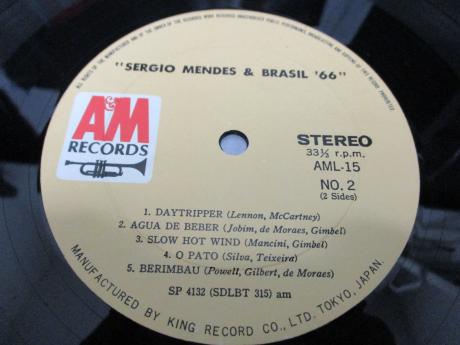 "SERGIO MENDES & BRASIL '66"
A&M
RECORDS
STEREO
33⅓ r.p.m.
AML-15
NO. 2
(2 Sides)
1. DAYTRIPPER (Lennon, McCartney)
2. AGUA DE BEBER (Jobim, de Moraes, Gimbel)
3. SLOW HOT WIND (Mancini, Gimbel)
4. O PATO (Silva, Teixeira)
5. BERIMBAU (Powell, Gilbert, de Moraes)
SP 4132 (SDLBT 315) am
MANUFACTURED BY KING RECORD CO., LTD. TOKYO, JAPAN.